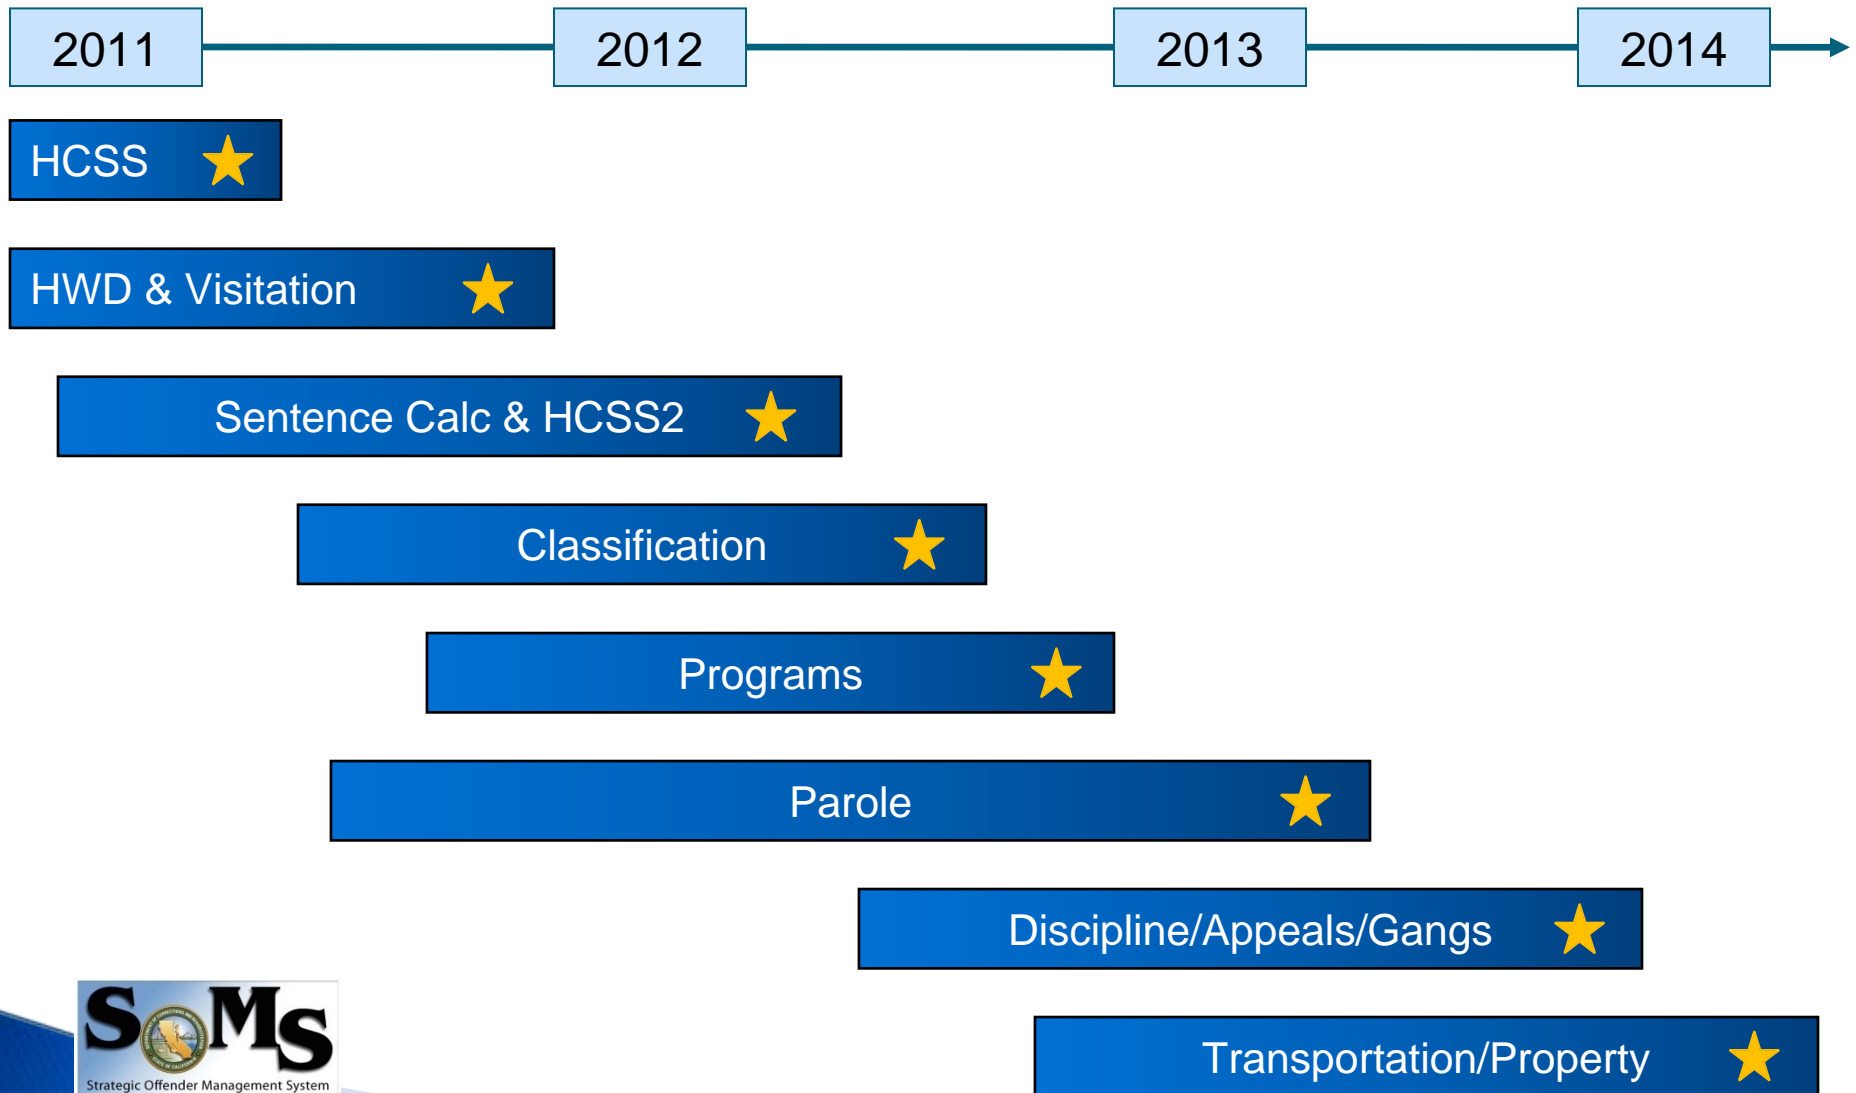 2011 2012 2013 2014
HCSS
HWD & Visitation
Sentence Calc & HCSS2
Classification
Programs
Parole
Discipline/Appeals/Gangs
Transportation/Property
SOMS
Strategic Offender Management System